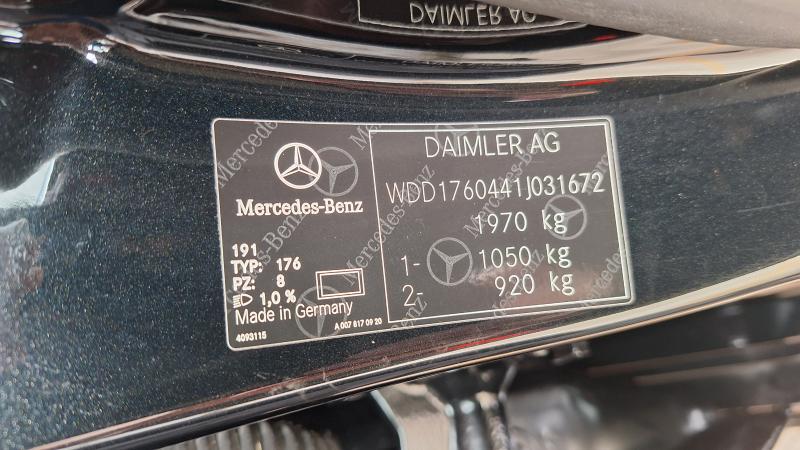 DAIMLER AG
Mercedes-Benz
191
TYP: 176
PZ: 8
1,0 %
Made in Germany
4093115
A 007 817 09 20
DAIMLER AG
WDD1760441J031672
1970 kg
1- 1050 kg
2- 920 kg